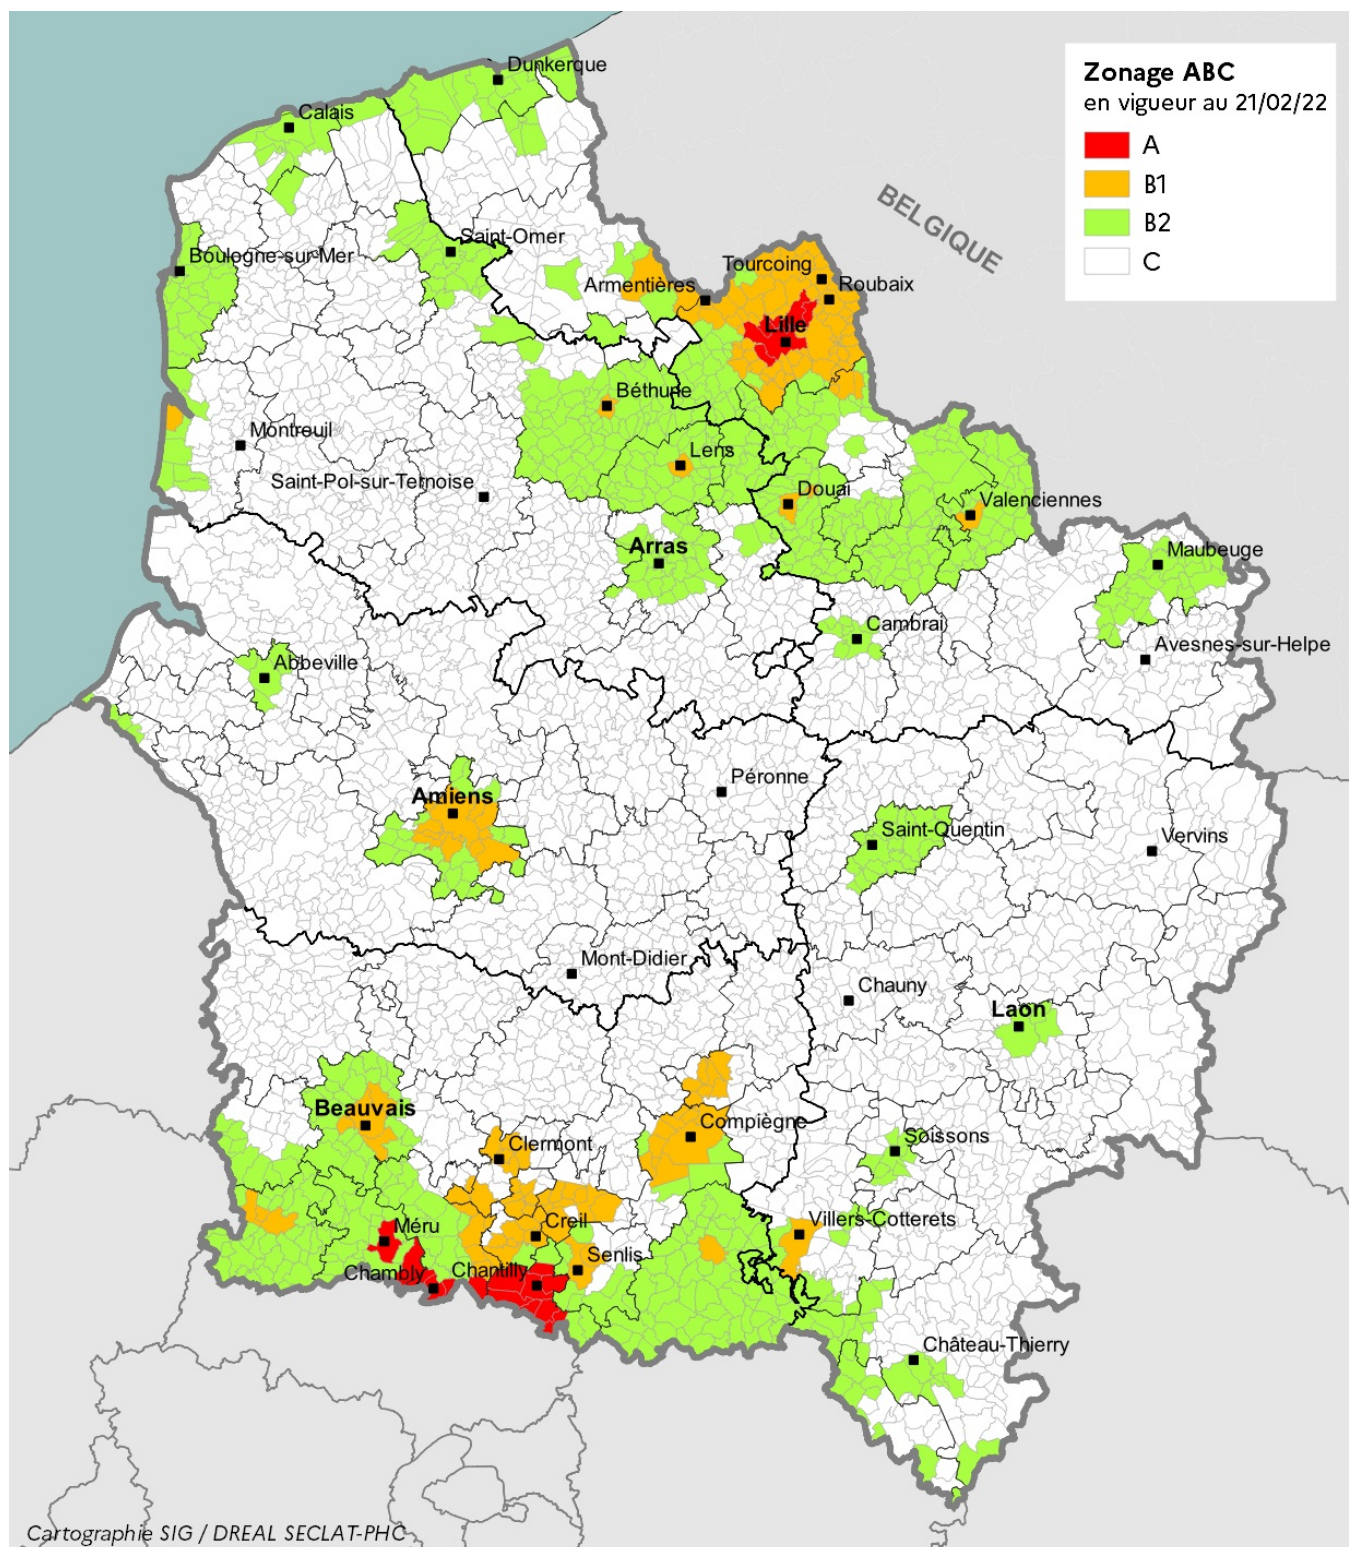 Zonage ABC
en vigueur au 21/02/22
A
B1
B2
C
BELGIQUE
Dunkerque
Calais
Saint-Omer
Boulogne-sur-Mer
Tourcoing
Armentières
Roubaix
Lille
Béthune
Montreuil
Lens
Saint-Pol-sur-Ternoise
Douai
Valenciennes
Arras
Maubeuge
Cambrai
Avesnes-sur-Helpe
Abbeville
Péronne
Amiens
Saint-Quentin
Vervins
Mont-Didier
Chauny
Laon
Beauvais
Compiègne
Clermont
Soissons
Villers-Cotterets
Méru
Creil
Senlis
Chambly
Chantilly
Château-Thierry
Cartographie SIG / DREAL SECLAT-PHC